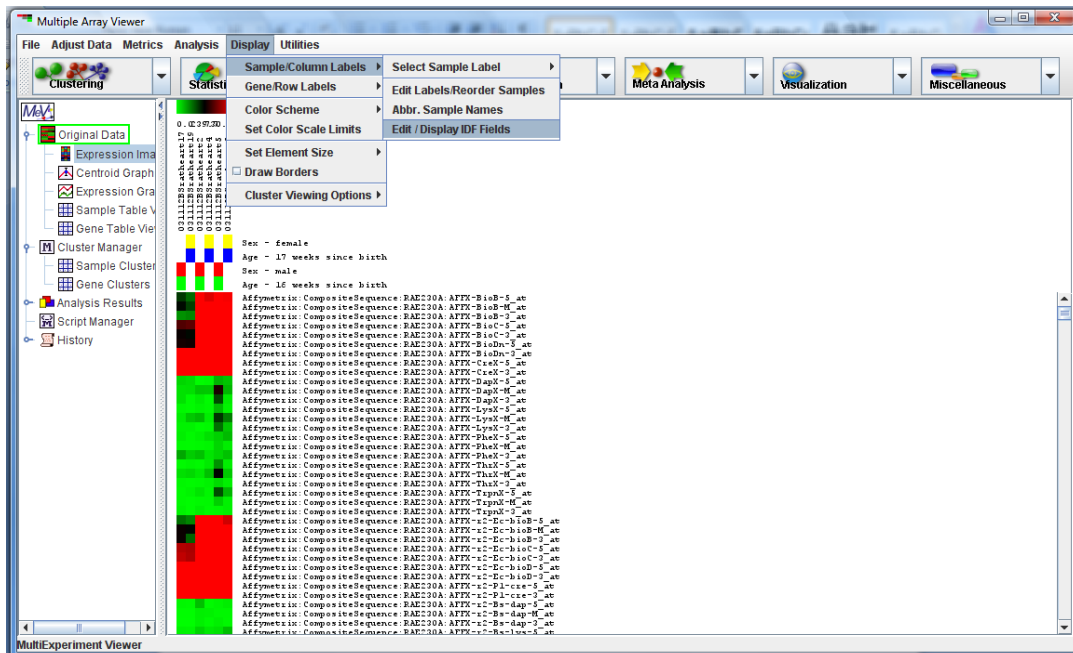 Multiple Array Viewer
File Adjust Data Metrics Analysis Display Utilities
Clustering Statisti Meta Analysis Visualization Miscellaneous
Sample/Column Labels
Gene/Row Labels
Color Scheme
Set Color Scale Limits
Set Element Size
Draw Borders
Cluster Viewing Options
Select Sample Label
Edit Labels/Reorder Samples
Abbr. Sample Names
Edit / Display IDF Fields
MeV
Original Data
Expression Ima
Centroid Graph
Expression Gra
Sample Table V
Gene Table Vie
Cluster Manager
Sample Cluster
Gene Clusters
Analysis Results
Script Manager
History
Sex - female
Age - 17 weeks since birth
Sex - male
Age - 16 weeks since birth
Affymetrix:CompositeSequence:RAE230A:AFFX-BioB-5_at
Affymetrix:CompositeSequence:RAE230A:AFFX-BioB-M_at
Affymetrix:CompositeSequence:RAE230A:AFFX-BioB-3_at
Affymetrix:CompositeSequence:RAE230A:AFFX-BioC-5_at
Affymetrix:CompositeSequence:RAE230A:AFFX-BioC-3_at
Affymetrix:CompositeSequence:RAE230A:AFFX-BioDn-5_at
Affymetrix:CompositeSequence:RAE230A:AFFX-BioDn-3_at
Affymetrix:CompositeSequence:RAE230A:AFFX-CreX-5_at
Affymetrix:CompositeSequence:RAE230A:AFFX-CreX-3_at
Affymetrix:CompositeSequence:RAE230A:AFFX-DapX-5_at
Affymetrix:CompositeSequence:RAE230A:AFFX-DapX-M_at
Affymetrix:CompositeSequence:RAE230A:AFFX-DapX-3_at
Affymetrix:CompositeSequence:RAE230A:AFFX-LysX-5_at
Affymetrix:CompositeSequence:RAE230A:AFFX-LysX-M_at
Affymetrix:CompositeSequence:RAE230A:AFFX-LysX-3_at
Affymetrix:CompositeSequence:RAE230A:AFFX-PheX-5_at
Affymetrix:CompositeSequence:RAE230A:AFFX-PheX-M_at
Affymetrix:CompositeSequence:RAE230A:AFFX-PheX-3_at
Affymetrix:CompositeSequence:RAE230A:AFFX-ThrX-5_at
Affymetrix:CompositeSequence:RAE230A:AFFX-ThrX-M_at
Affymetrix:CompositeSequence:RAE230A:AFFX-ThrX-3_at
Affymetrix:CompositeSequence:RAE230A:AFFX-TrpnX-5_at
Affymetrix:CompositeSequence:RAE230A:AFFX-TrpnX-M_at
Affymetrix:CompositeSequence:RAE230A:AFFX-TrpnX-3_at
Affymetrix:CompositeSequence:RAE230A:AFFX-r2-Ec-bioB-5_at
Affymetrix:CompositeSequence:RAE230A:AFFX-r2-Ec-bioB-M_at
Affymetrix:CompositeSequence:RAE230A:AFFX-r2-Ec-bioB-3_at
Affymetrix:CompositeSequence:RAE230A:AFFX-r2-Ec-bioC-5_at
Affymetrix:CompositeSequence:RAE230A:AFFX-r2-Ec-bioC-3_at
Affymetrix:CompositeSequence:RAE230A:AFFX-r2-Ec-bioD-5_at
Affymetrix:CompositeSequence:RAE230A:AFFX-r2-Ec-bioD-3_at
Affymetrix:CompositeSequence:RAE230A:AFFX-r2-P1-cre-5_at
Affymetrix:CompositeSequence:RAE230A:AFFX-r2-P1-cre-3_at
Affymetrix:CompositeSequence:RAE230A:AFFX-r2-Bs-dap-5_at
Affymetrix:CompositeSequence:RAE230A:AFFX-r2-Bs-dap-M_at
Affymetrix:CompositeSequence:RAE230A:AFFX-r2-Bs-dap-3_at
Affymetrix:CompositeSequence:RAE230A:AFFX-r2-Bs-lys-5_at
MultiExperiment Viewer